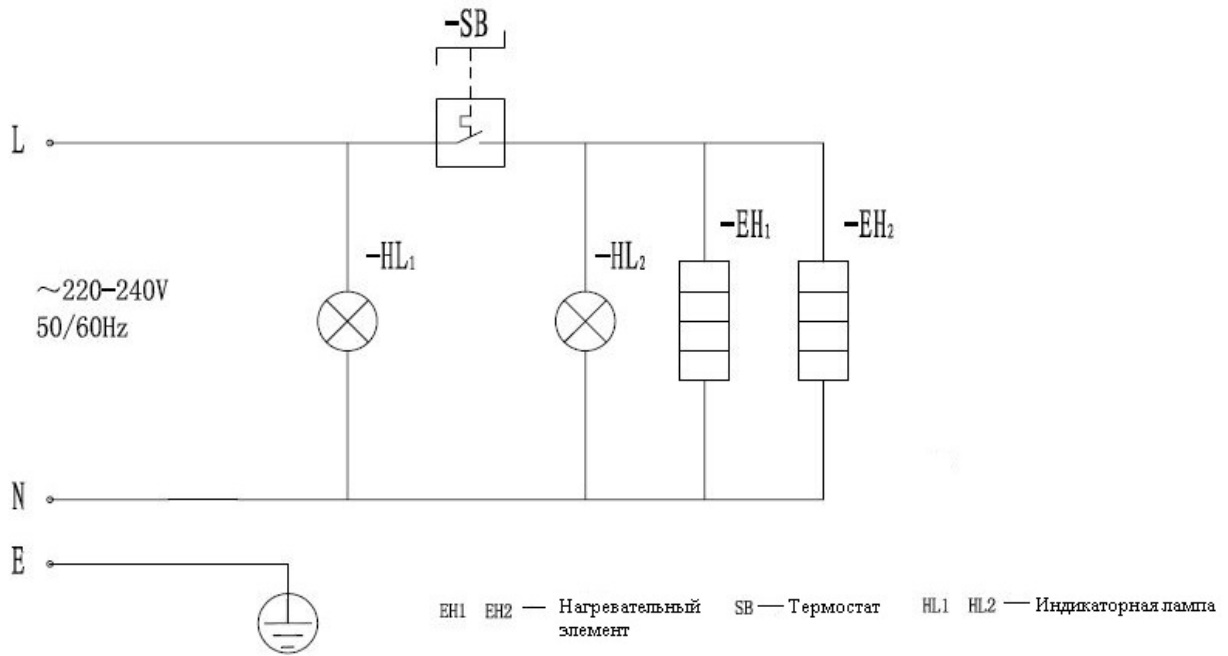 -SB
L
-EH₁
-EH₂
-HL₁
-HL₂
~220-240V
50/60Hz
N
E
EH1 EH2 — Нагревательный элемент
SB — Термостат
HL1 HL2 — Индикаторная лампа